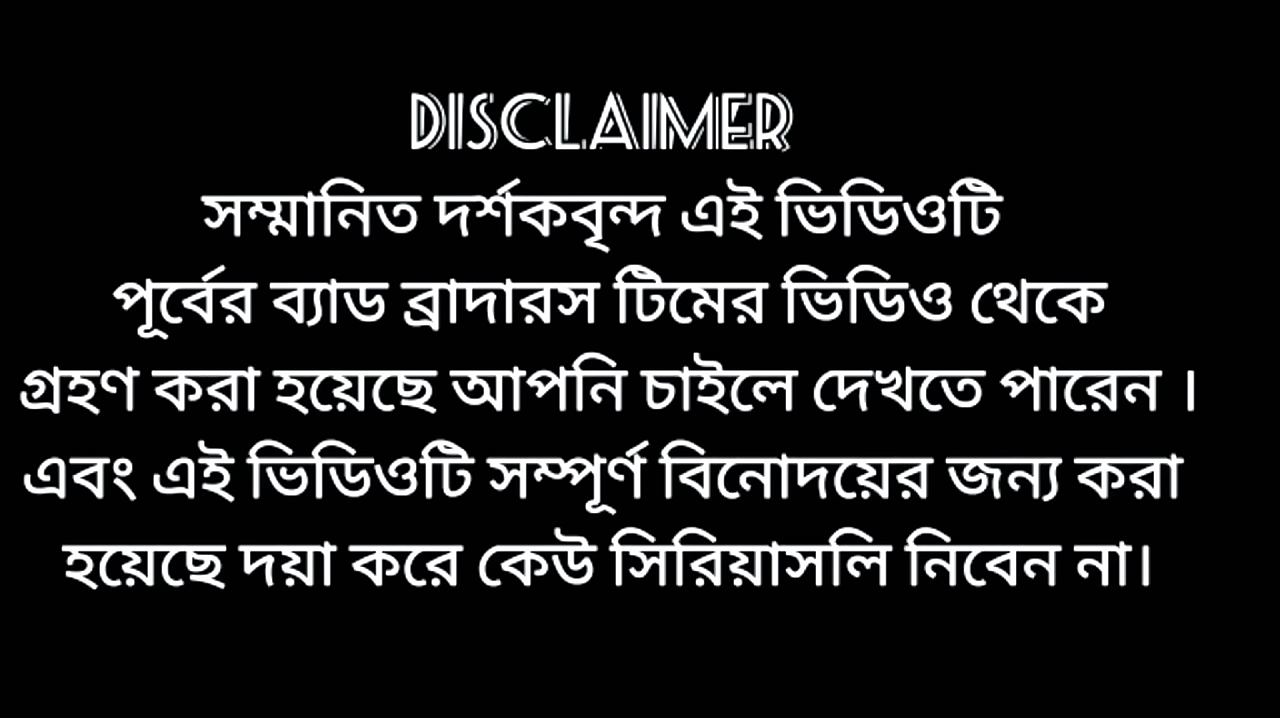 DISCLAIMER
সম্মানিত দর্শকবৃন্দ এই ভিডিওটি
পূর্বের ব্যাড ব্রাদারস টিমের ভিডিও থেকে
গ্রহণ করা হয়েছে আপনি চাইলে দেখতে পারেন ।
এবং এই ভিডিওটি সম্পূর্ণ বিনোদয়ের জন্য করা
হয়েছে দয়া করে কেউ সিরিয়াসলি নিবেন না।